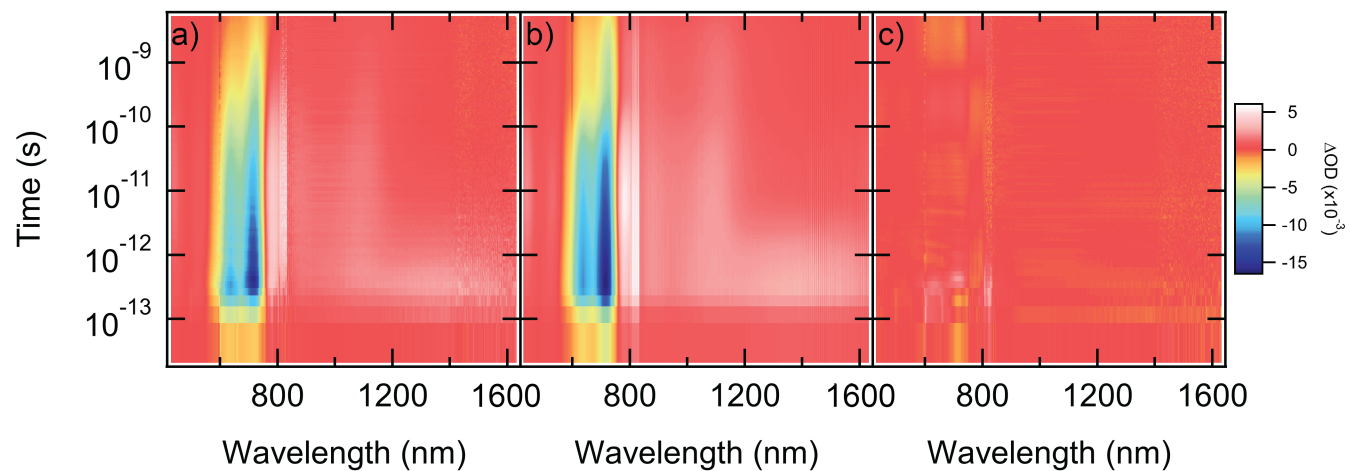 a) b) c)
10-9
10-10
10-11
10-12
10-13
Time (s)
5
0
-5
-10
-15
ΔOD (x10-3)
800 1200 1600 800 1200 1600 800 1200 1600
Wavelength (nm) Wavelength (nm) Wavelength (nm)